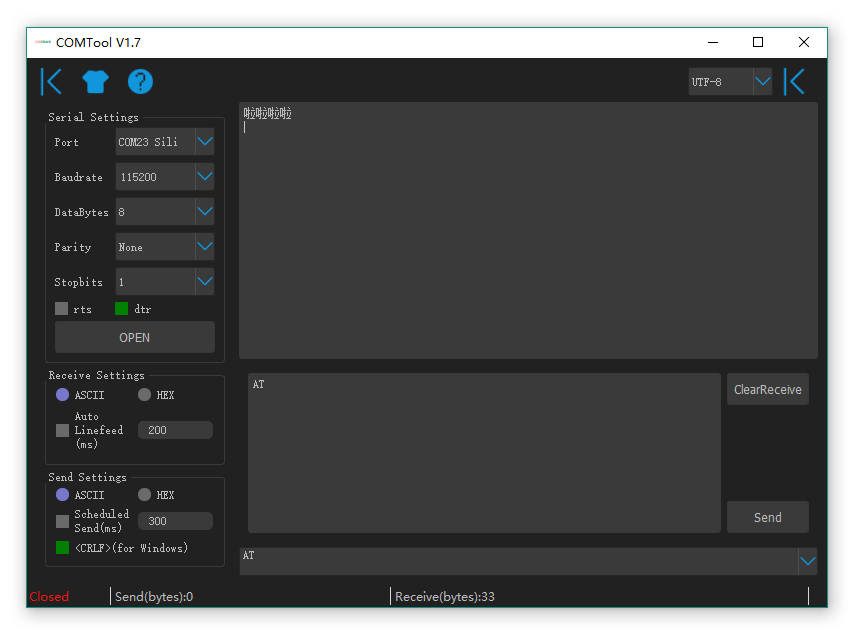 COMTool V1.7
UTF-8
Serial Settings
Port
COM23 Sili
Baudrate
115200
DataBytes
8
Parity
None
Stopbits
1
rts
dtr
OPEN
Receive Settings
ASCII
HEX
Auto
Linefeed
(ms)
200
Send Settings
ASCII
HEX
Scheduled
Send(ms)
300
<CRLF>(for Windows)
啦啦啦啦
AT
ClearReceive
Send
AT
Closed
Send(bytes):0
Receive(bytes):33